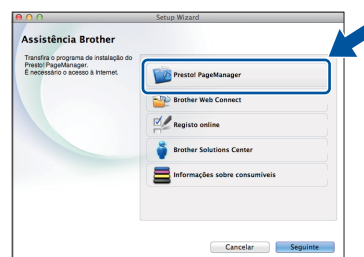 Setup Wizard
Assistência Brother
Transfira o programa de instalação do
Presto! PageManager.
É necessário o acesso à Internet.
Presto! PageManager
Brother Web Connect
Registo online
Brother Solutions Center
Informações sobre consumíveis
Cancelar
Seguinte